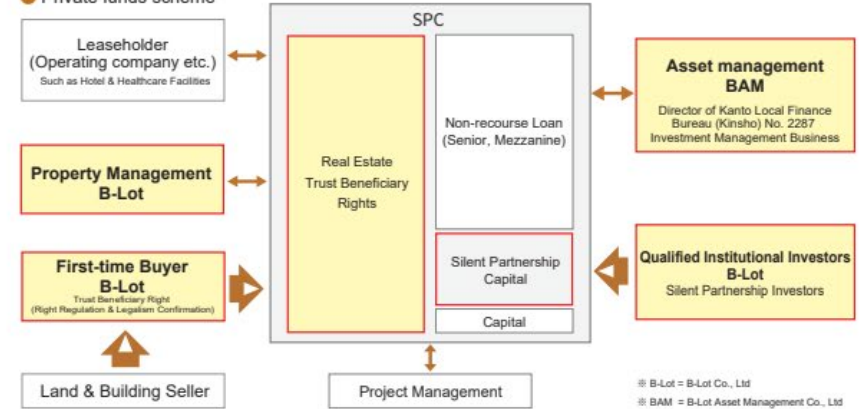 Private funds scheme
SPC
Leaseholder
(Operating company etc.)
Such as Hotel & Healthcare Facilities
Property Management
B-Lot
First-time Buyer
B-Lot
Trust Beneficiary Right
(Right Regulation & Legalism Confirmation)
Land & Building Seller
Real Estate
Trust Beneficiary
Rights
Non-recourse Loan
(Senior, Mezzanine)
Silent Partnership
Capital
Capital
Project Management
Asset management
BAM
Director of Kanto Local Finance
Bureau (Kinsho) No. 2287
Investment Management Business
Qualified Institutional Investors
B-Lot
Silent Partnership Investors
※ B-Lot = B-Lot Co., Ltd
※ BAM = B-Lot Asset Management Co., Ltd